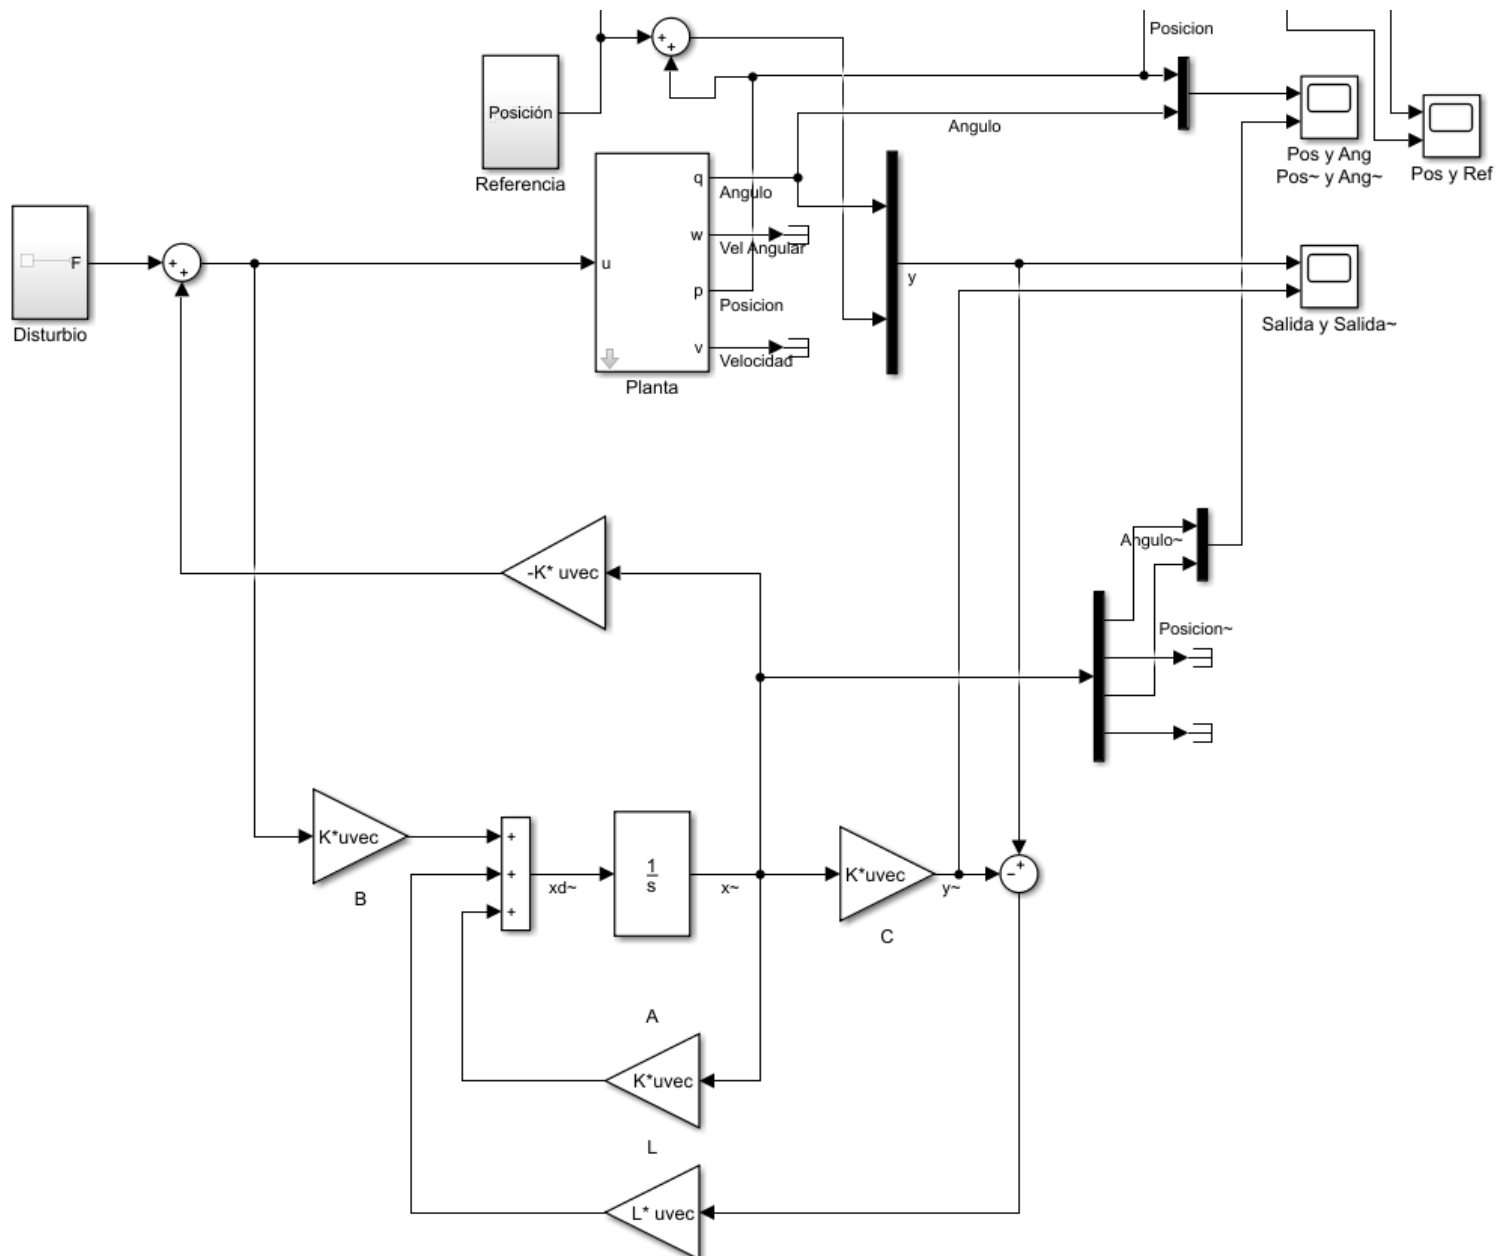 +
+
Posicion
Posición
Referencia
Angulo
Pos y Ang
Pos~ y Ang~
Pos y Ref
q
Angulo
w
Vel Angular
F
Disturbio
+
+
u
p
Posicion
y
v
Velocidad
Planta
Salida y Salida~
-K* uvec
Angulo~
Posicion~
K*uvec
B
+
+
+
xd~
1
s
x~
K*uvec
C
y~
+
-
A
K*uvec
L
L* uvec